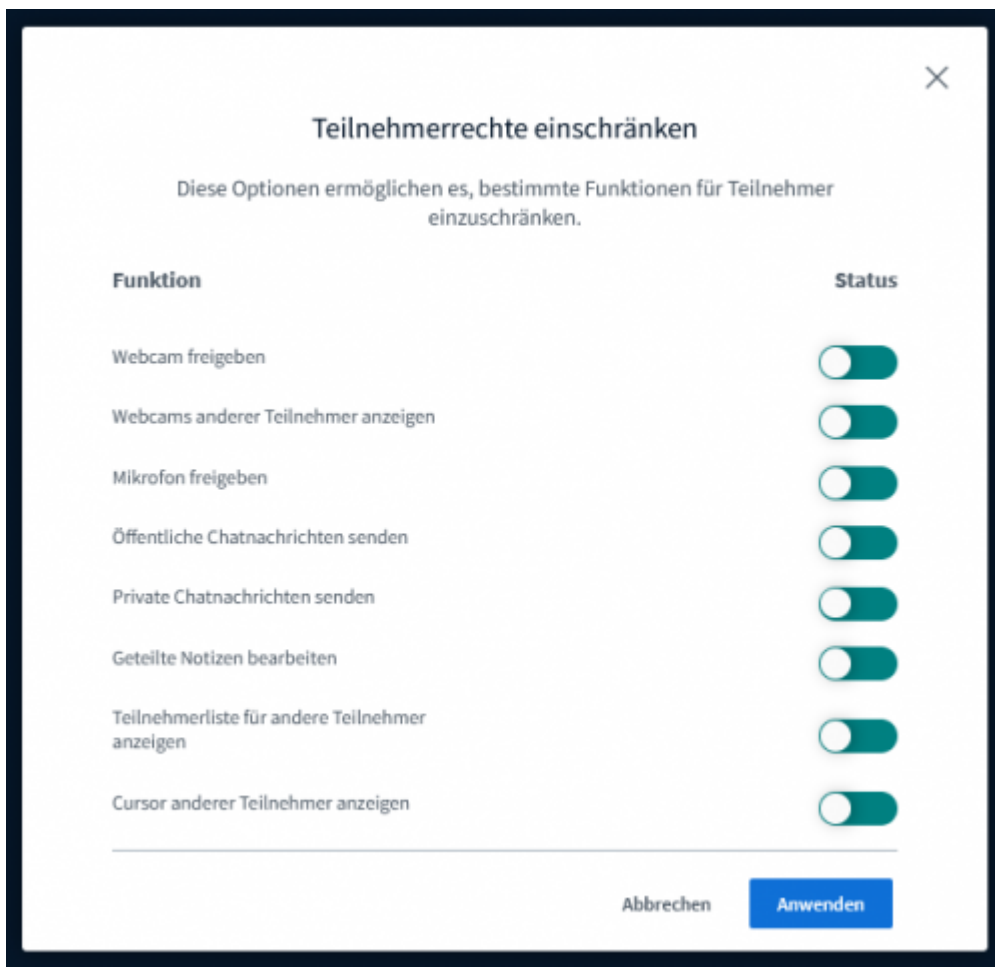 Teilnehmerrechte einschränken
Diese Optionen ermöglichen es, bestimmte Funktionen für Teilnehmer
einzuschränken.
Funktion Status
Webcam freigeben
Webcams anderer Teilnehmer anzeigen
Mikrofon freigeben
Öffentliche Chatnachrichten senden
Private Chatnachrichten senden
Geteilte Notizen bearbeiten
Teilnehmerliste für andere Teilnehmer
anzeigen
Cursor anderer Teilnehmer anzeigen
Abbrechen Anwenden